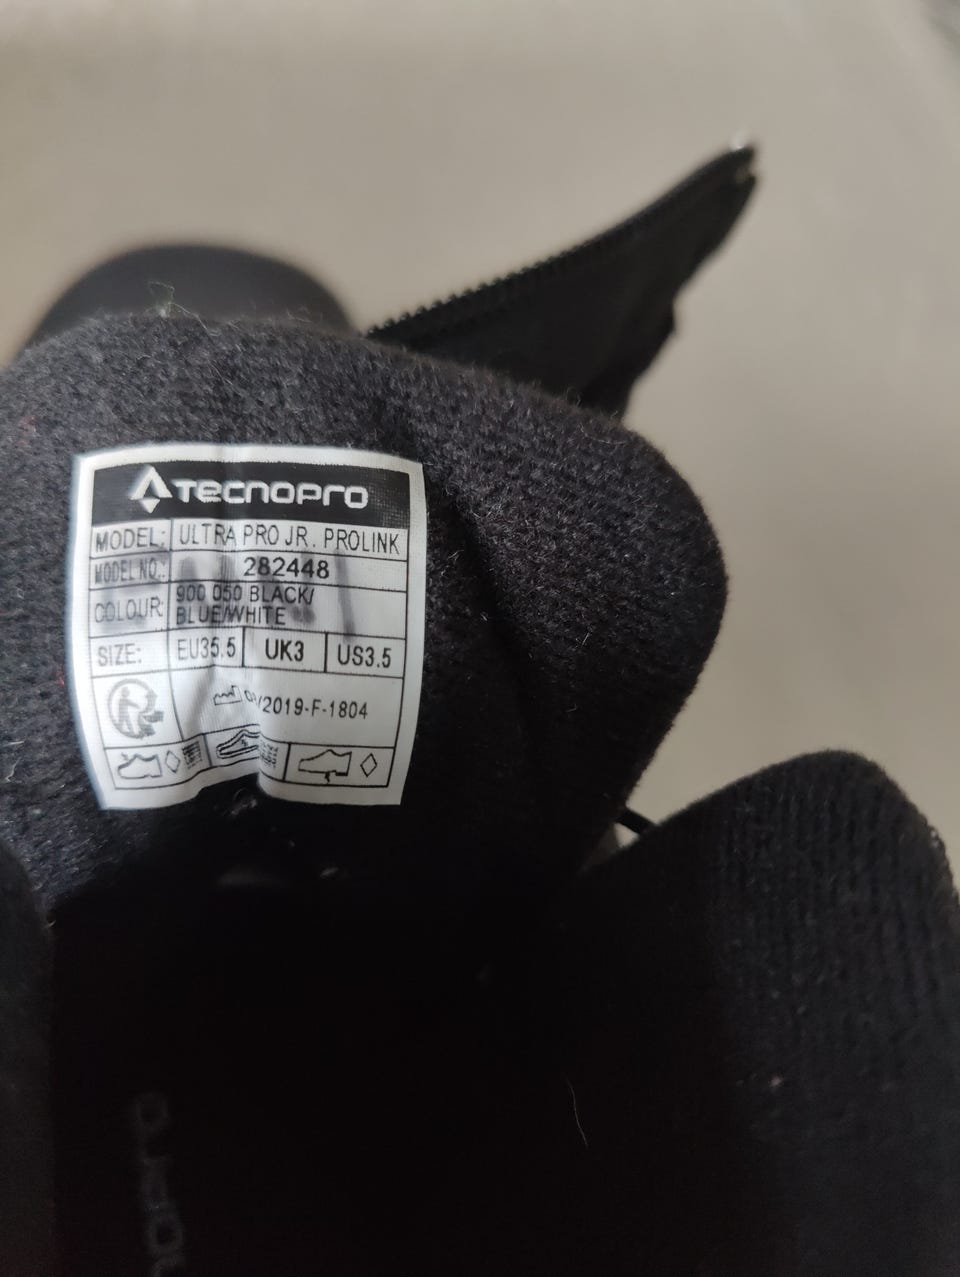 TECNOPRO
MODEL: ULTRA PRO JR. PROLINK
MODEL NO.: 282448
COLOUR: 900 050 BLACK/
BLUE/WHITE
SIZE: EU35.5 UK3 US3.5
/2019-F-1804